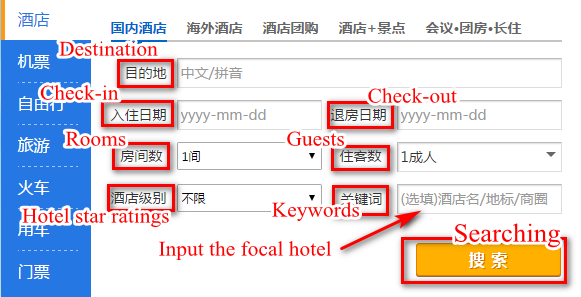 酒店
机票
自由行
旅游
火车
用车
门票
国内酒店 海外酒店 酒店团购 酒店+景点 会议·团房·长住
Destination
目的地 中文/拼音
Check-in Check-out
入住日期 yyyy-mm-dd 退房日期 yyyy-mm-dd
Rooms Guests
房间数 1间 住客数 1成人
酒店级别 不限 关键词 (选填)酒店名/地标/商圈
Hotel star ratings Keywords
Input the focal hotel Searching
搜 索